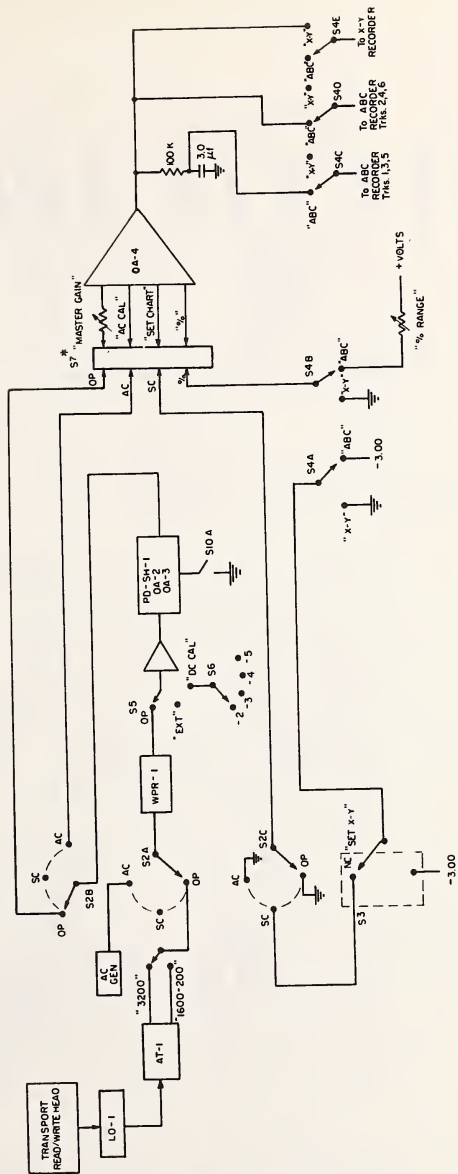 TRANSPORT
READ/WRITE HEAD
LO-1
AT-1
"3200"
"1600-200"
AC GEN
AC
SC
OP
S2A
WPR-1
OP
SC
AC
S2B
S5
OP
"EXT"
"DC CAL"
S6
-2
-3
-4
-5
PD-SH-1
OA-2
OA-3
S10A
*
S7 "MASTER GAIN"
OP
AC
"AC CAL"
SC
"SET CHART"
%
"%"
OA-4
100 K
3.0
μf
"ABC"
"X-Y"
S4C
To ABC
RECORDER
Trks. 1,3,5
"ABC"
"X-Y"
S4D
To ABC
RECORDER
Trks. 2,4,6
"ABC"
"X-Y"
S4E
To X-Y
RECORDER
AC
SC
OP
S2C
S3
NC
"SET X-Y"
-3.00
S4A
"X-Y"
"ABC"
-3.00
S4B
"X-Y"
"ABC"
"% RANGE"
+VOLTS